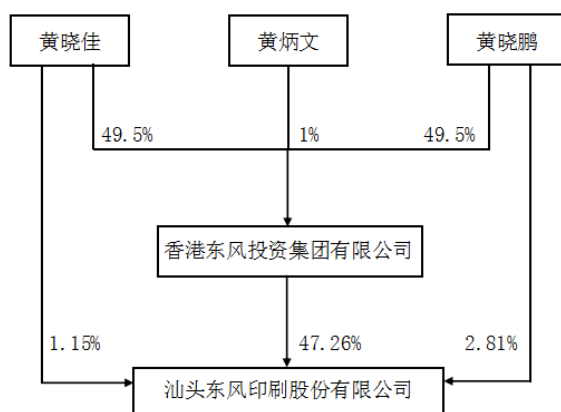 黄晓佳
黄炳文
黄晓鹏
49.5%
1%
49.5%
香港东风投资集团有限公司
1.15%
47.26%
2.81%
汕头东风印刷股份有限公司